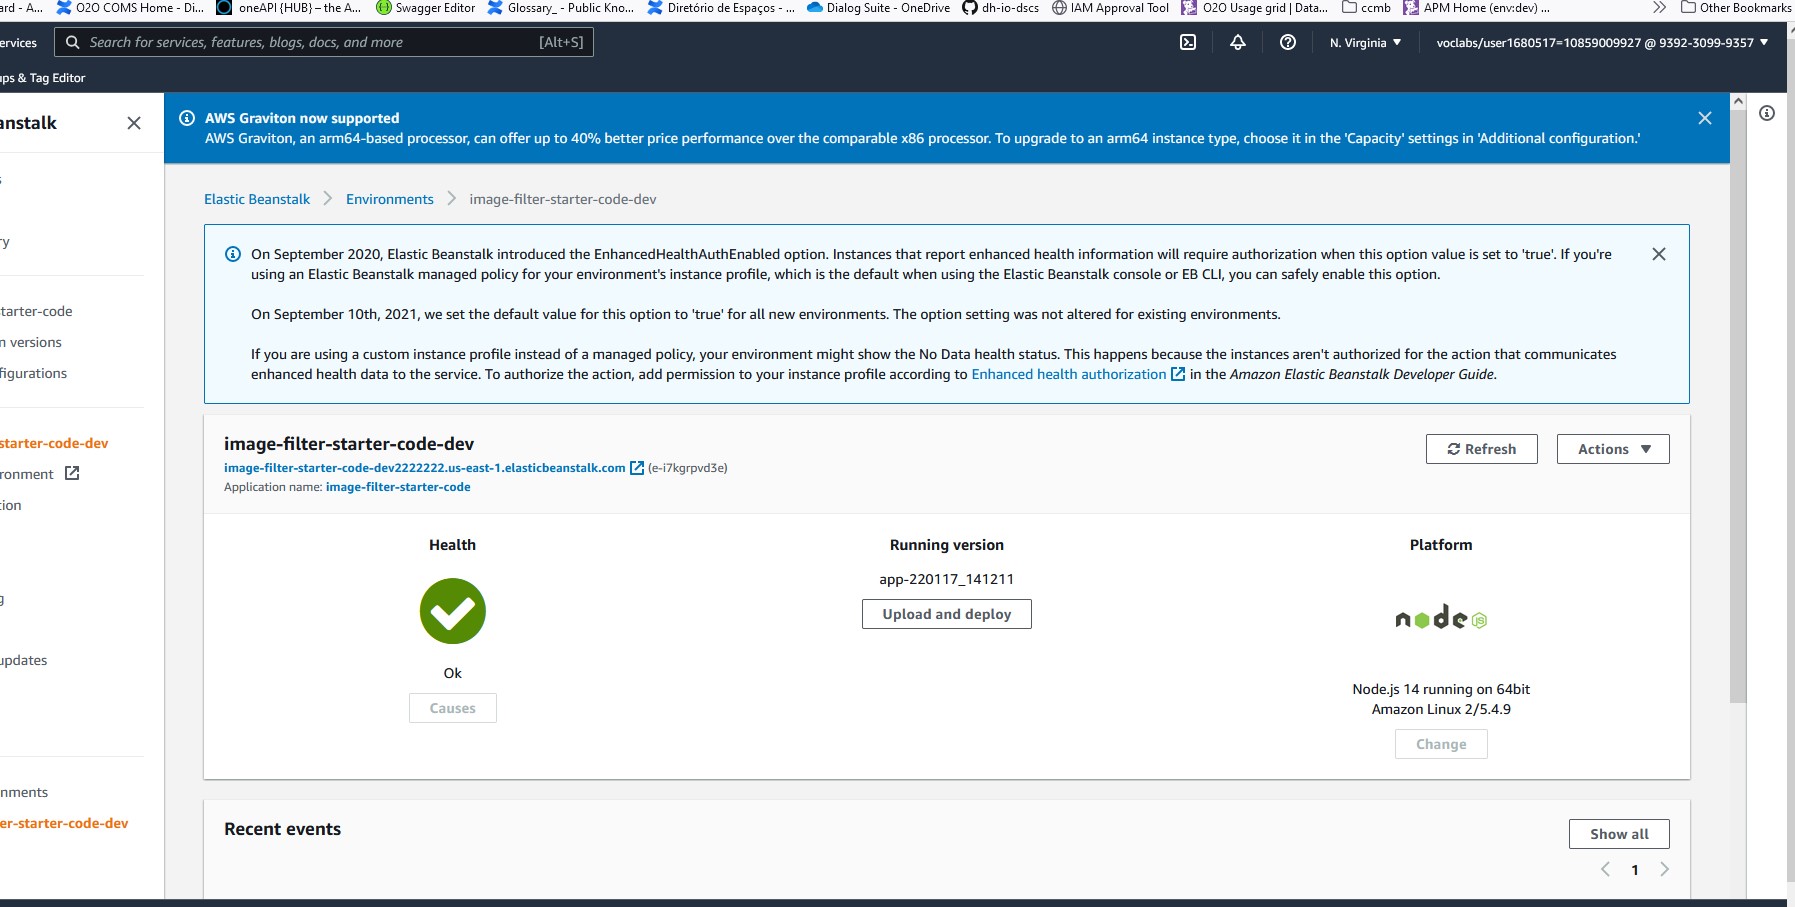 ard - A... O2O COMS Home - Di... oneAPI {HUB} – the A... Swagger Editor Glossary_ - Public Kno... Diretório de Espaços - ... Dialog Suite - OneDrive dh-io-dscs IAM Approval Tool O2O Usage grid | Data... ccmb APM Home (env:dev) ... Other Bookmarks
ervices Search for services, features, blogs, docs, and more [Alt+S] N. Virginia voclabs/user1680517=10859009927 @ 9392-3099-9357
ups & Tag Editor
anstalk
AWS Graviton now supported
AWS Graviton, an arm64-based processor, can offer up to 40% better price performance over the comparable x86 processor. To upgrade to an arm64 instance type, choose it in the 'Capacity' settings in 'Additional configuration.'
s
ry
tarter-code
n versions
figurations
starter-code-dev
ronment
tion
g
updates
nments
er-starter-code-dev
Elastic Beanstalk Environments image-filter-starter-code-dev
On September 2020, Elastic Beanstalk introduced the EnhancedHealthAuthEnabled option. Instances that report enhanced health information will require authorization when this option value is set to 'true'. If you're
using an Elastic Beanstalk managed policy for your environment's instance profile, which is the default when using the Elastic Beanstalk console or EB CLI, you can safely enable this option.
On September 10th, 2021, we set the default value for this option to 'true' for all new environments. The option setting was not altered for existing environments.
If you are using a custom instance profile instead of a managed policy, your environment might show the No Data health status. This happens because the instances aren't authorized for the action that communicates
enhanced health data to the service. To authorize the action, add permission to your instance profile according to Enhanced health authorization in the Amazon Elastic Beanstalk Developer Guide.
image-filter-starter-code-dev
image-filter-starter-code-dev2222222.us-east-1.elasticbeanstalk.com (e-i7kgrpvd3e)
Application name: image-filter-starter-code
Refresh
Actions
Health
Ok
Causes
Running version
app-220117_141211
Upload and deploy
Platform
node JS
Node.js 14 running on 64bit
Amazon Linux 2/5.4.9
Change
Recent events
Show all
1